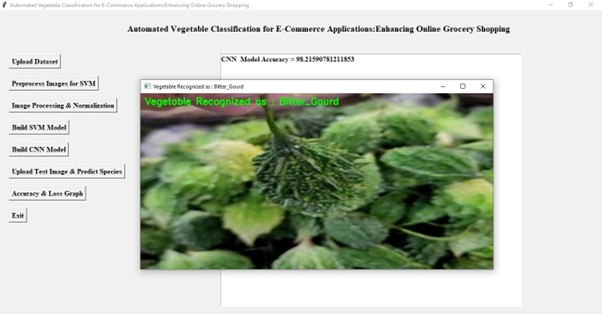 Automated Vegetable Classification for E-Commerce Applications:Enhancing Online Grocery Shopping
Automated Vegetable Classification for E-Commerce Applications:Enhancing Online Grocery Shopping
Upload Dataset
Preprocess Images for SVM
Image Processing & Normalization
Build SVM Model
Build CNN Model
Upload Test Image & Predict Species
Accuracy & Loss Graph
Exit
CNN Model Accuracy = 98.21590781211853
Vegetable Recognized as : Bitter_Gourd
Vegetable Recognized as : Bitter_Gourd